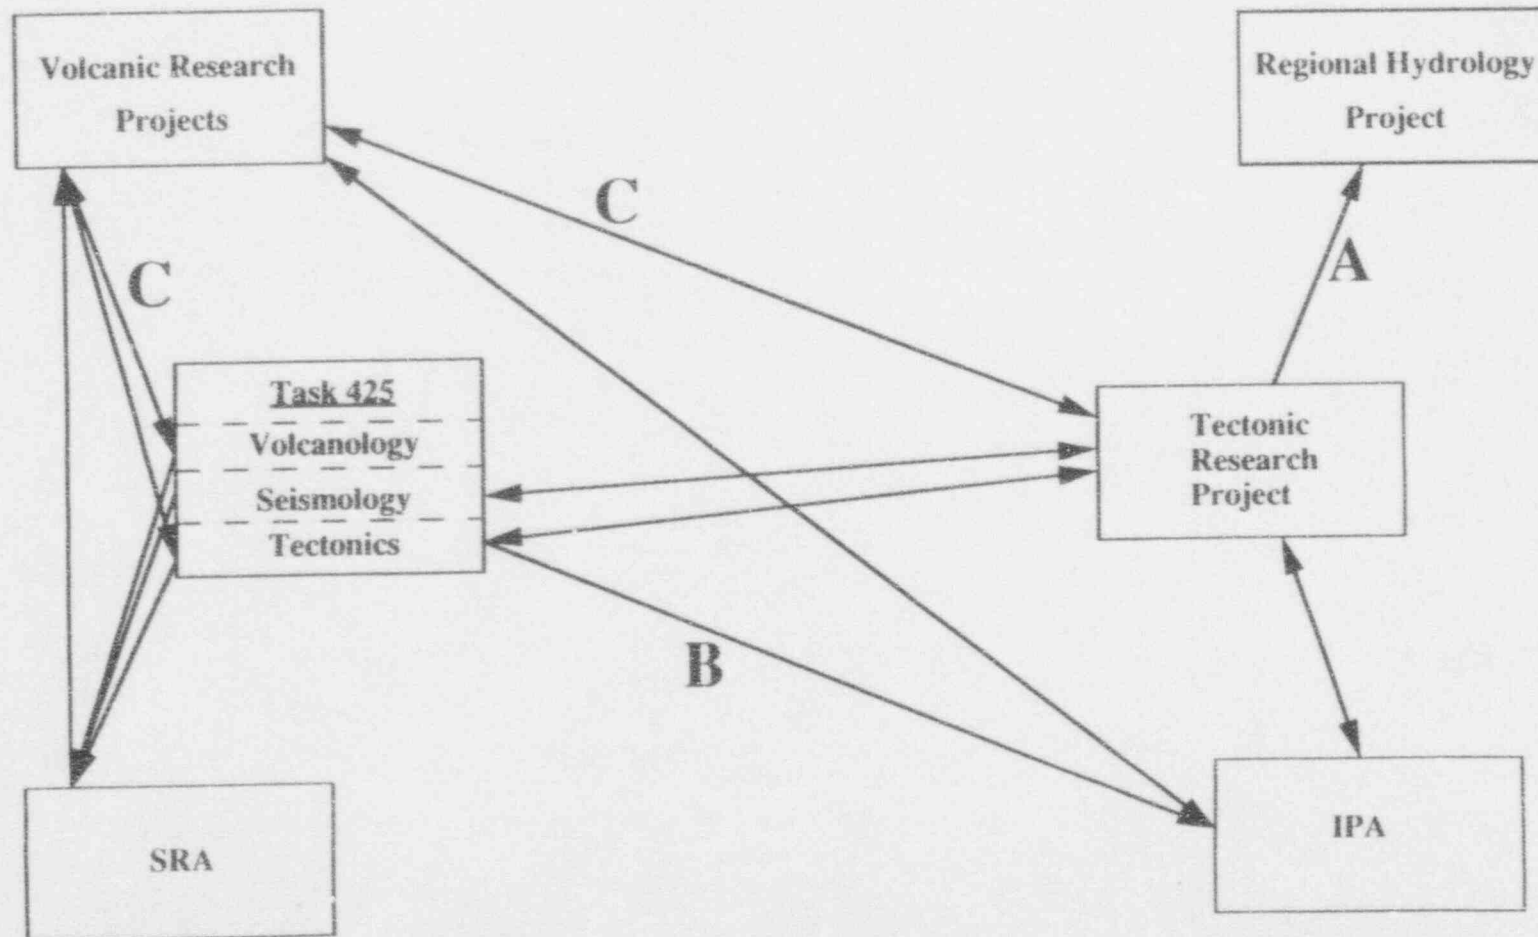 Volcanic Research
Projects
Regional Hydrology
Project
C
C
A
Task 425
Volcanology
Seismology
Tectonics
Tectonic
Research
Project
B
SRA
IPA